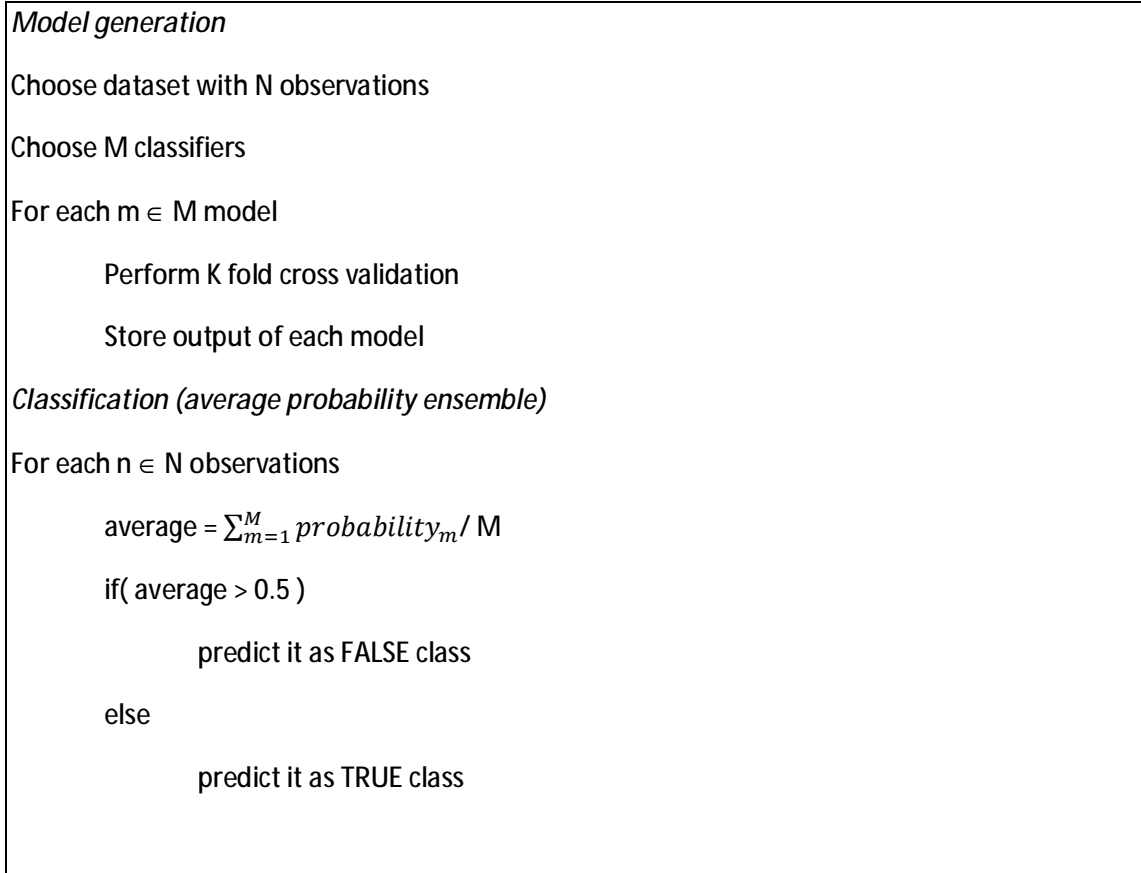 Model generation
Choose dataset with N observations
Choose M classifiers
For each m ∈ M model
Perform K fold cross validation
Store output of each model
Classification (average probability ensemble)
For each n ∈ N observations
average = ∑_{m=1}^{M} probability_m / M
if( average > 0.5 )
predict it as FALSE class
else
predict it as TRUE class